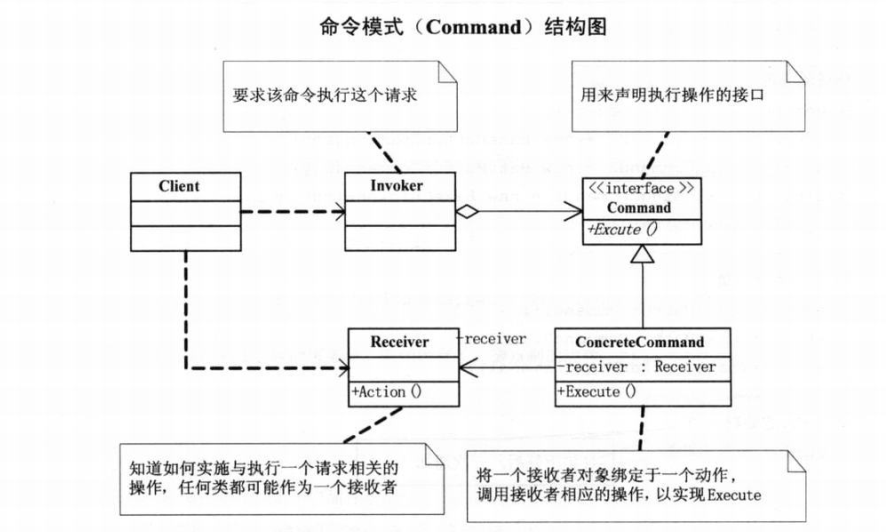 命令模式（Command）结构图
要求该命令执行这个请求
用来声明执行操作的接口
Client
Invoker
<<interface >>
Command
+Excute ()
Receiver
-receiver
ConcreteCommand
-receiver : Receiver
+Action ()
+Execute ()
知道如何实施与执行一个请求相关的
操作，任何类都可能作为一个接收者
将一个接收者对象绑定于一个动作，
调用接收者相应的操作，以实现Execute